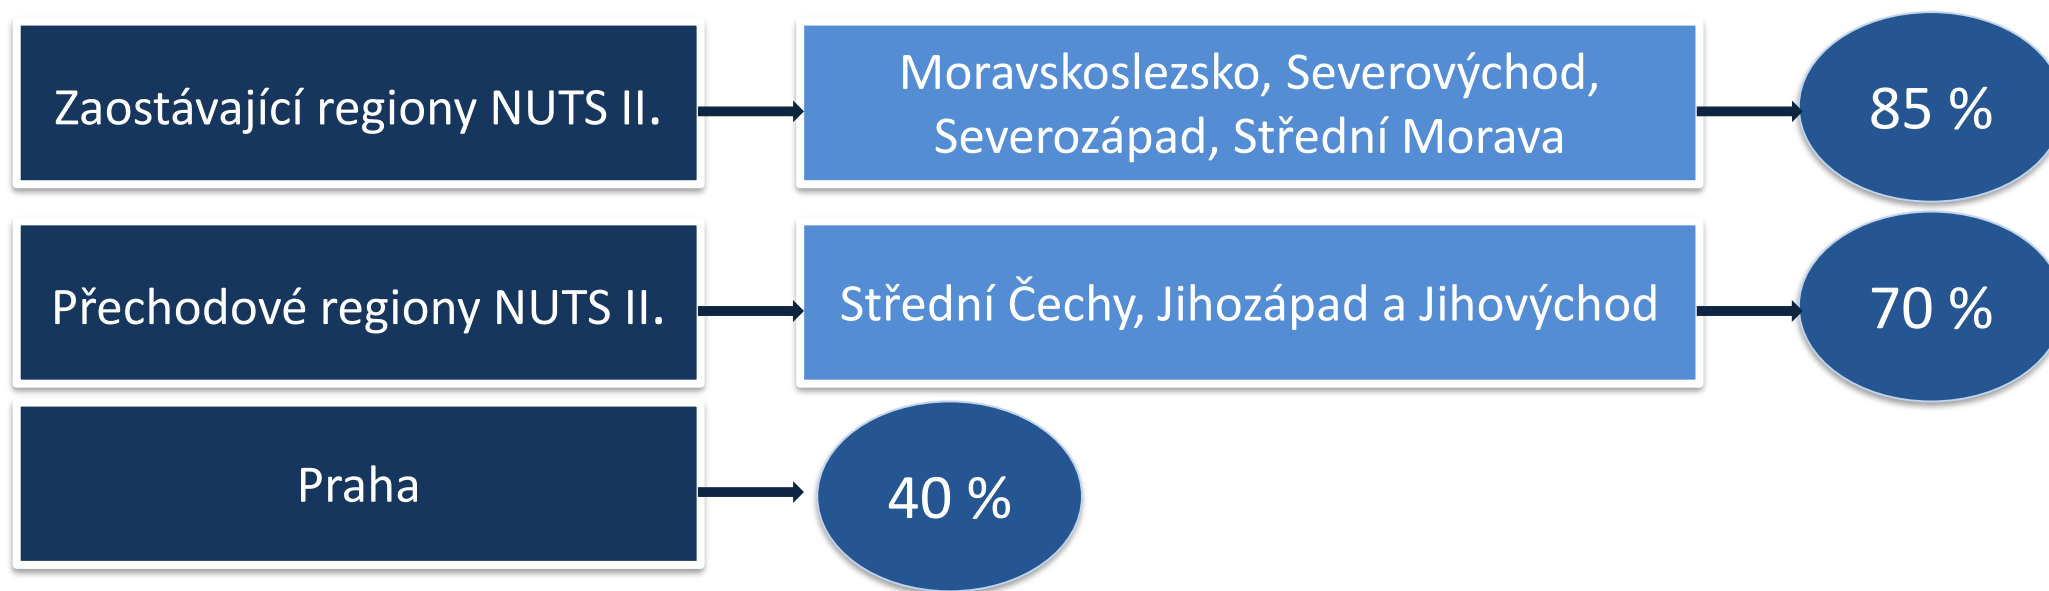 Zaostávající regiony NUTS II.
Moravskoslezsko, Severovýchod,
Severozápad, Střední Morava
85 %
Přechodové regiony NUTS II.
Střední Čechy, Jihozápad a Jihovýchod
70 %
Praha
40 %